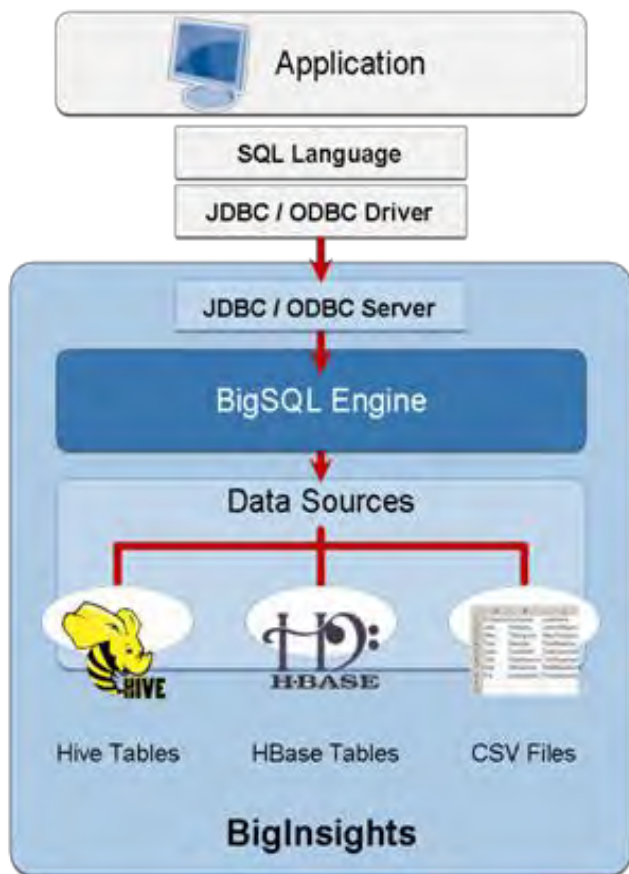 Application
SQL Language
JDBC / ODBC Driver
JDBC / ODBC Server
BigSQL Engine
Data Sources
HIVE
H·BASE
Hive Tables
HBase Tables
CSV Files
BigInsights